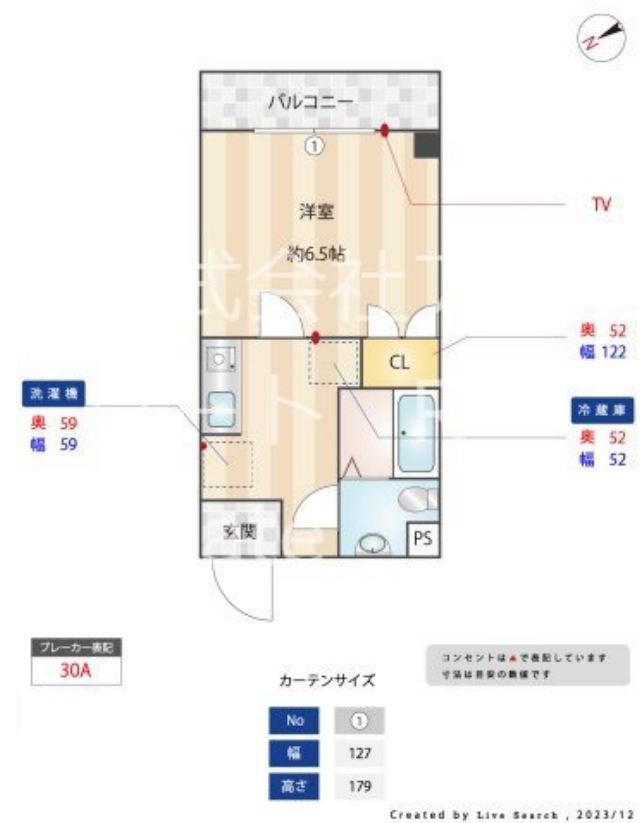 N
バルコニー
①
洋室
約6.5帖
TV
奥 52
幅 122
CL
洗濯機
奥 59
幅 59
冷蔵庫
奥 52
幅 52
玄関
PS
ブレーカー表記
30A
コンセントは▲で表記しています
寸法は目安の数値です
カーテンサイズ
No ①
幅 127
高さ 179
Created by Live Search , 2023/12